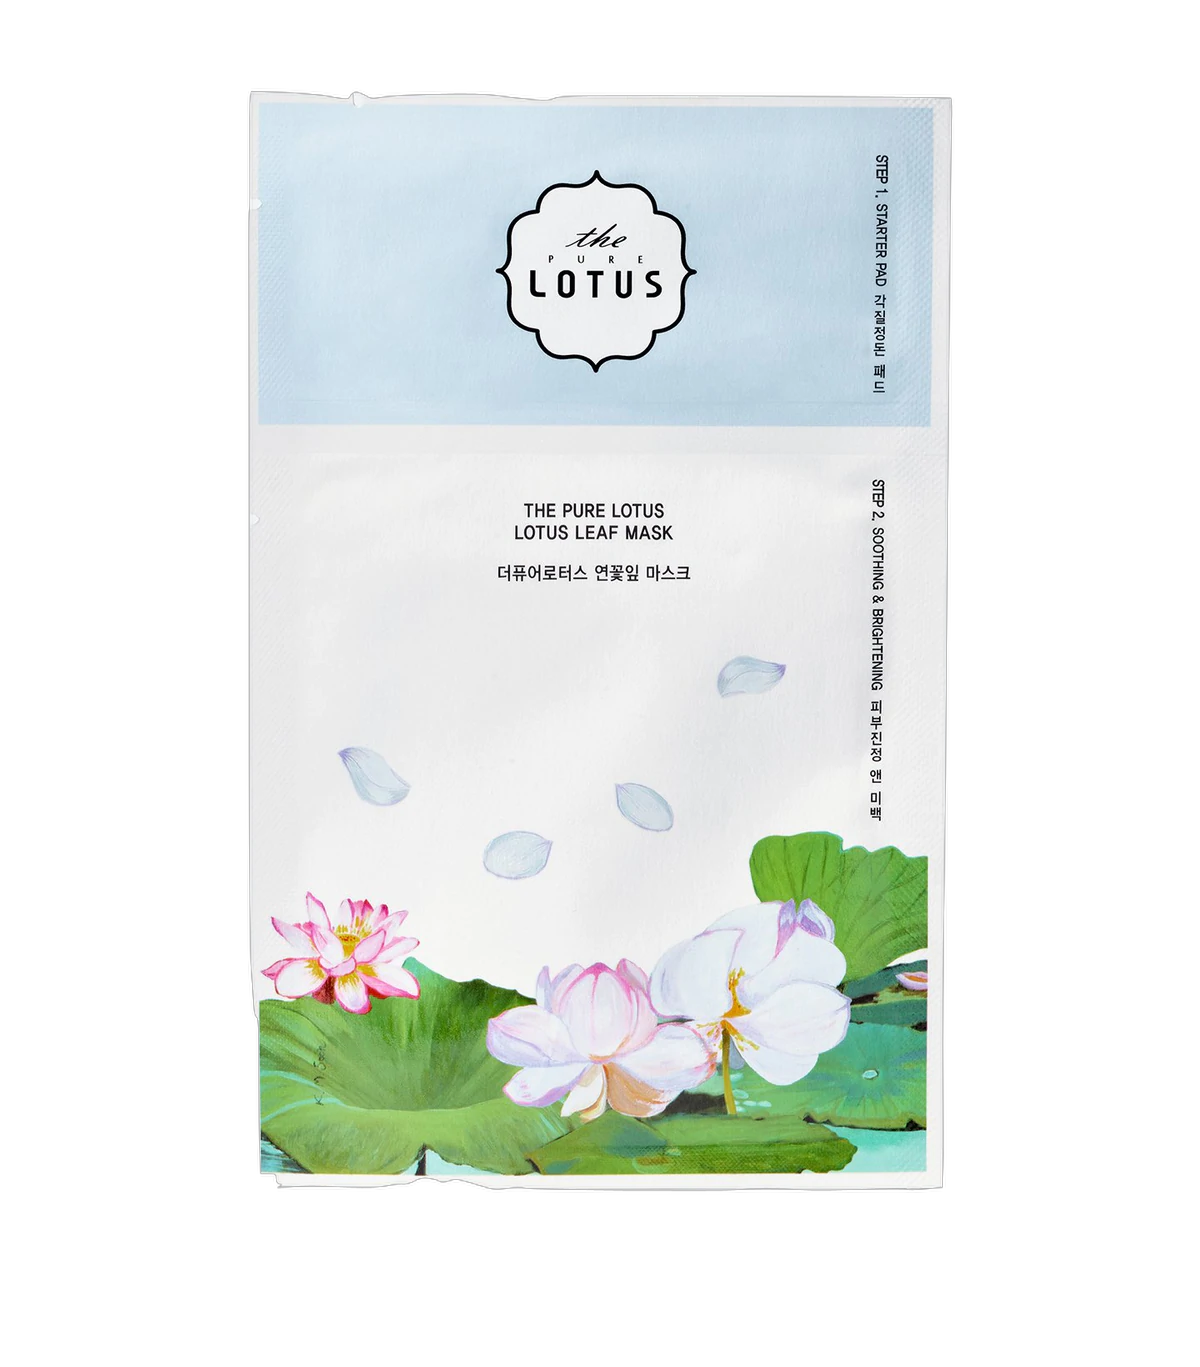 the
PURE
LOTUS
STEP 1. STARTER PAD 각질정돈 패드
THE PURE LOTUS
LOTUS LEAF MASK
더퓨어로터스 연꽃잎 마스크
STEP 2. SOOTHING & BRIGHTENING 피부진정 앤 미백